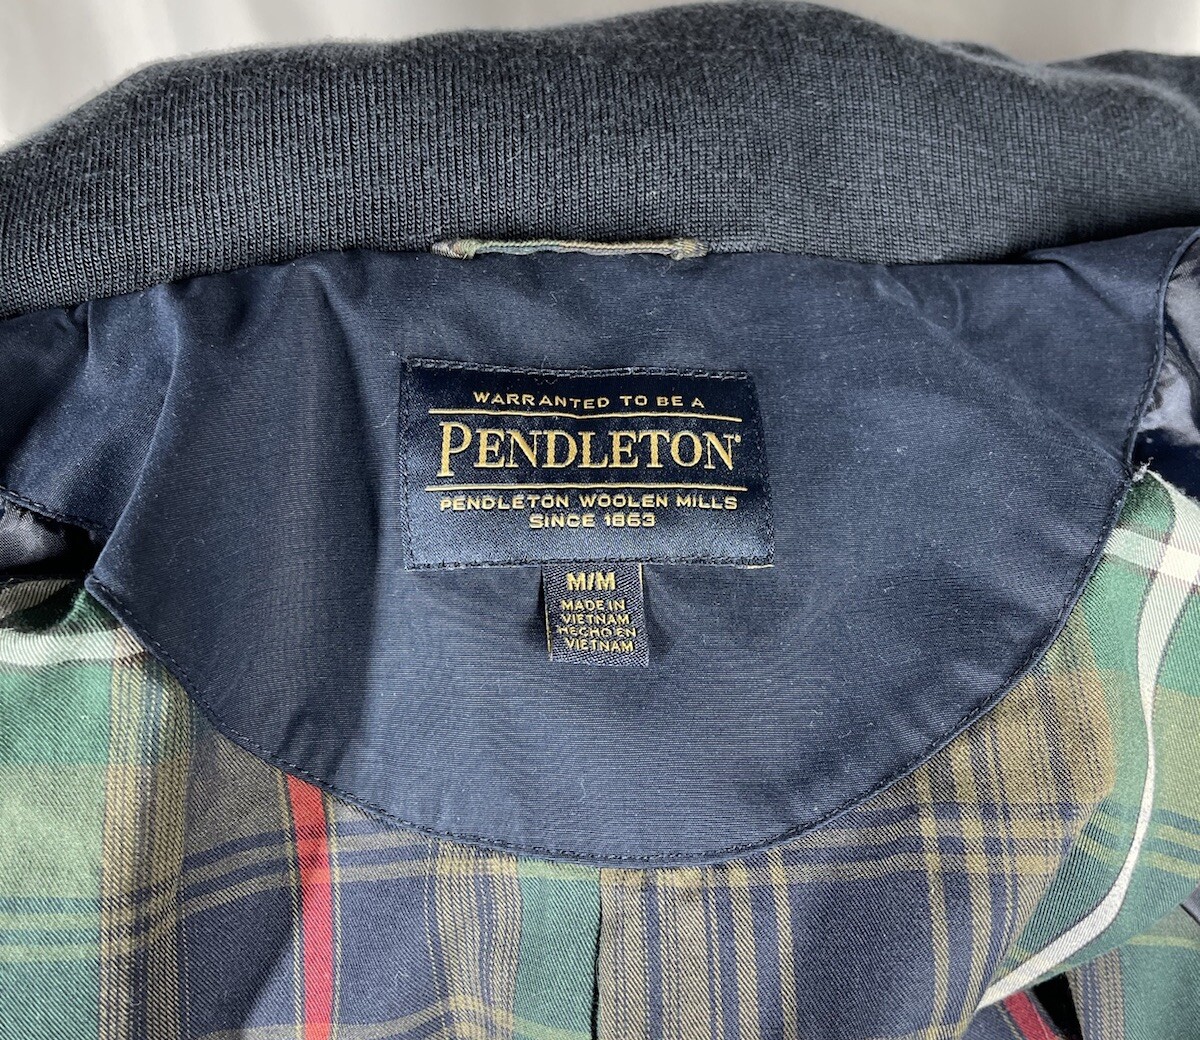 WARRANTED TO BE A
PENDLETON®
PENDLETON WOOLEN MILLS
SINCE 1863
M/M
MADE IN
VIETNAM
HECHO EN
VIETNAM